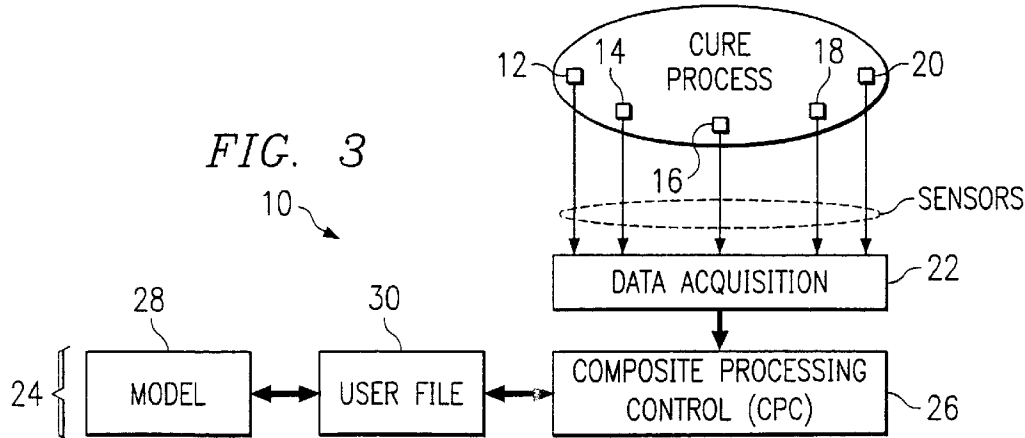 CURE
PROCESS
12
14
16
18
20
FIG. 3
10
SENSORS
DATA ACQUISITION
22
28
30
24
MODEL
USER FILE
COMPOSITE PROCESSING
CONTROL (CPC)
26